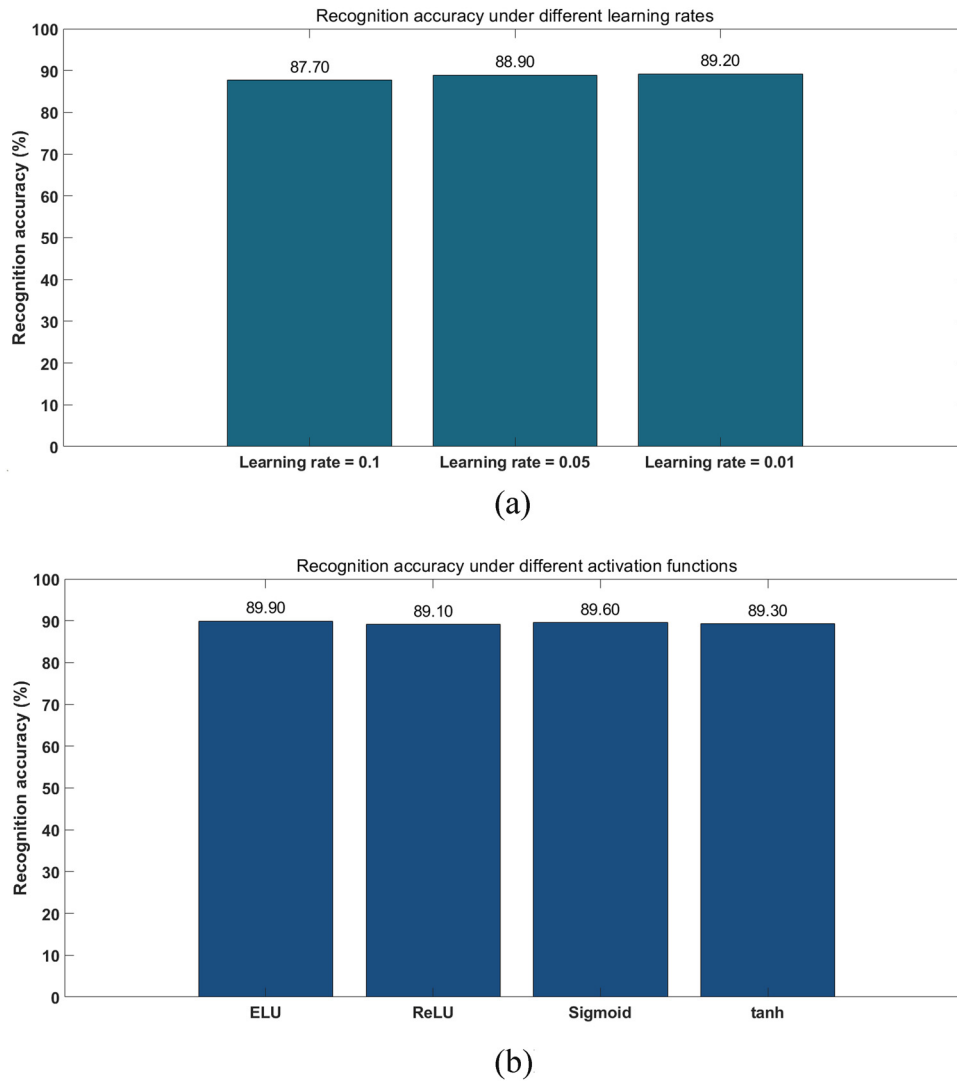 Recognition accuracy under different learning rates
100
90
80
70
60
50
40
30
20
10
0
Recognition accuracy (%)
87.70
88.90
89.20
Learning rate = 0.1
Learning rate = 0.05
Learning rate = 0.01
(a)
Recognition accuracy under different activation functions
100
90
80
70
60
50
40
30
20
10
0
Recognition accuracy (%)
89.90
89.10
89.60
89.30
ELU
ReLU
Sigmoid
tanh
(b)